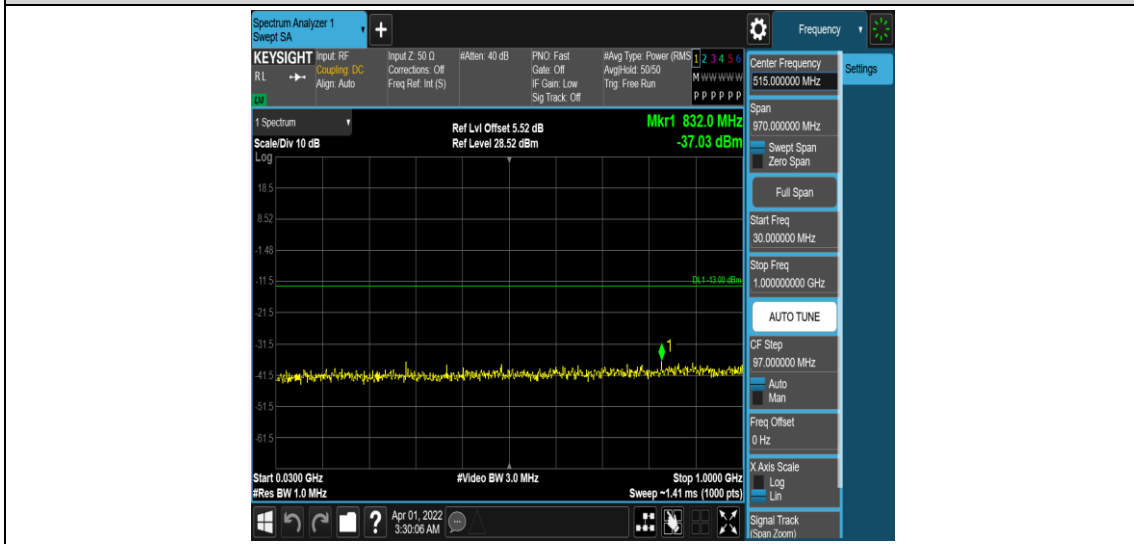 Spectrum Analyzer 1
Swept SA
+
Frequency
KEYSIGHT
RL
Input: RF
Coupling: DC
Align: Auto
Input Z: 50 Ω
Corrections: Off
Freq Ref: Int (S)
#Atten: 40 dB
PNO: Fast
Gate: Off
IF Gain: Low
Sig Track: Off
#Avg Type: Power (RMS
Avg|Hold: 50/50
Trig: Free Run
1 2 3 4 5 6
M W W W W W
P P P P P P
LXI
1 Spectrum
Scale/Div 10 dB
Log
Ref Lvl Offset 5.52 dB
Ref Level 28.52 dBm
Mkr1 832.0 MHz
-37.03 dBm
18.5
8.52
-1.48
-11.5
DL1 -13.00 dBm
-21.5
-31.5
1
-41.5
-51.5
-61.5
Start 0.0300 GHz
#Res BW 1.0 MHz
#Video BW 3.0 MHz
Stop 1.0000 GHz
Sweep ~1.41 ms (1000 pts)
Center Frequency
515.000000 MHz
Settings
Span
970.000000 MHz
Swept Span
Zero Span
Full Span
Start Freq
30.000000 MHz
Stop Freq
1.000000000 GHz
AUTO TUNE
CF Step
97.000000 MHz
Auto
Man
Freq Offset
0 Hz
X Axis Scale
Log
Lin
Signal Track
(Span Zoom)
?
Apr 01, 2022
3:30:06 AM